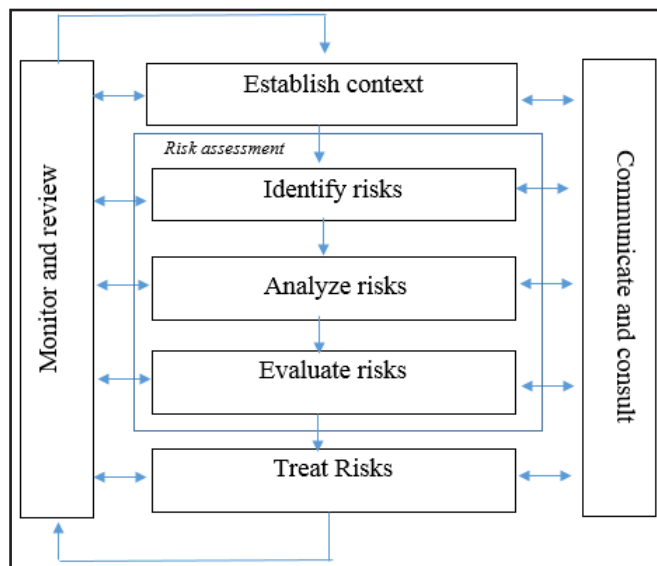 Establish context
Risk assessment
Identify risks
Analyze risks
Evaluate risks
Treat Risks
Monitor and review
Communicate and consult